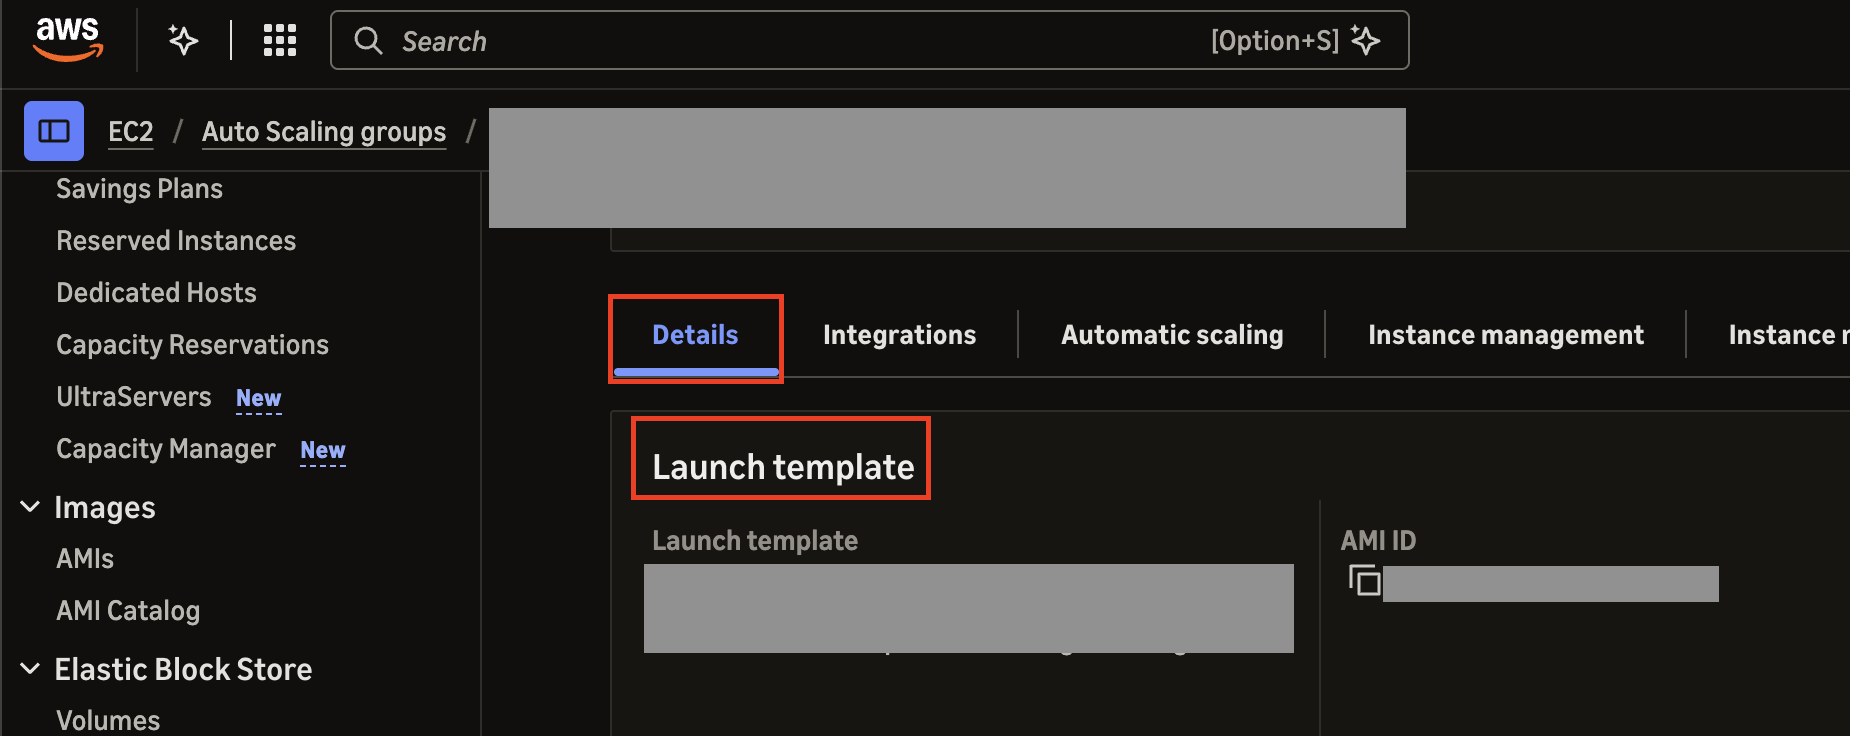 aws
Search [Option+S]
EC2 / Auto Scaling groups /
Savings Plans
Reserved Instances
Dedicated Hosts
Capacity Reservations
UltraServers New
Capacity Manager New
Images
AMIs
AMI Catalog
Elastic Block Store
Volumes
Details Integrations Automatic scaling Instance management Instance
Launch template
Launch template
AMI ID